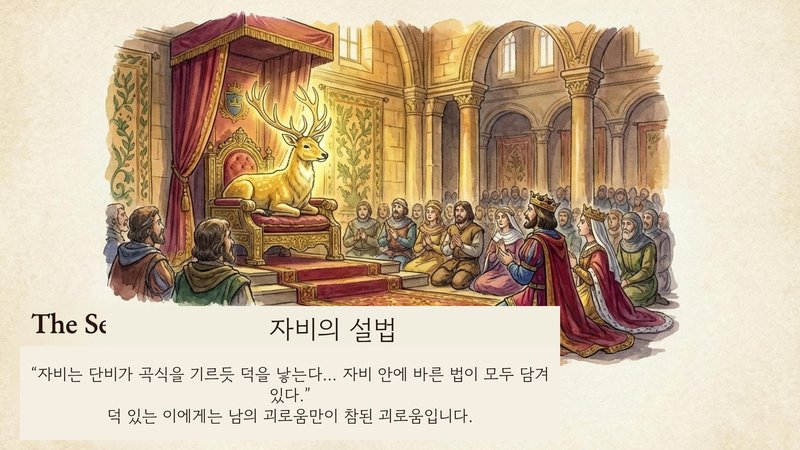 The Se
자비의 설법
“자비는 단비가 곡식을 기르듯 덕을 낳는다... 자비 안에 바른 법이 모두 담겨
있다.”
덕 있는 이에게는 남의 괴로움만이 참된 괴로움입니다.